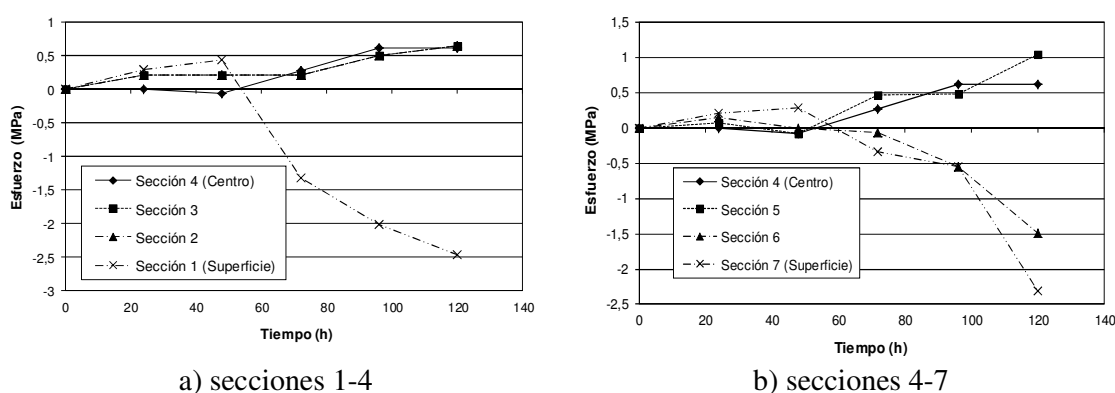 1
0,5
0
-0,5
-1
-1,5
-2
-2,5
-3
Esfuerzo (MPa)
0 20 40 60 80 100 120 140
Tiempo (h)
Sección 4 (Centro)
Sección 3
Sección 2
Sección 1 (Superficie)
a) secciones 1-4
1,5
1
0,5
0
-0,5
-1
-1,5
-2
-2,5
Esfuerzo (MPa)
0 20 40 60 80 100 120 140
Tiempo (h)
Sección 4 (Centro)
Sección 5
Sección 6
Sección 7 (Superficie)
b) secciones 4-7